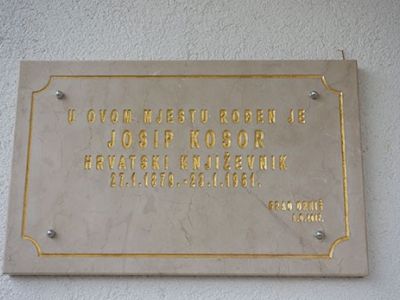 U OVOM MJESTU ROĐEN JE
JOSIP KOSOR
HRVATSKI KNJIŽEVNIK
27.1.1879.-23.1.1961.
GRAD DRNIŠ